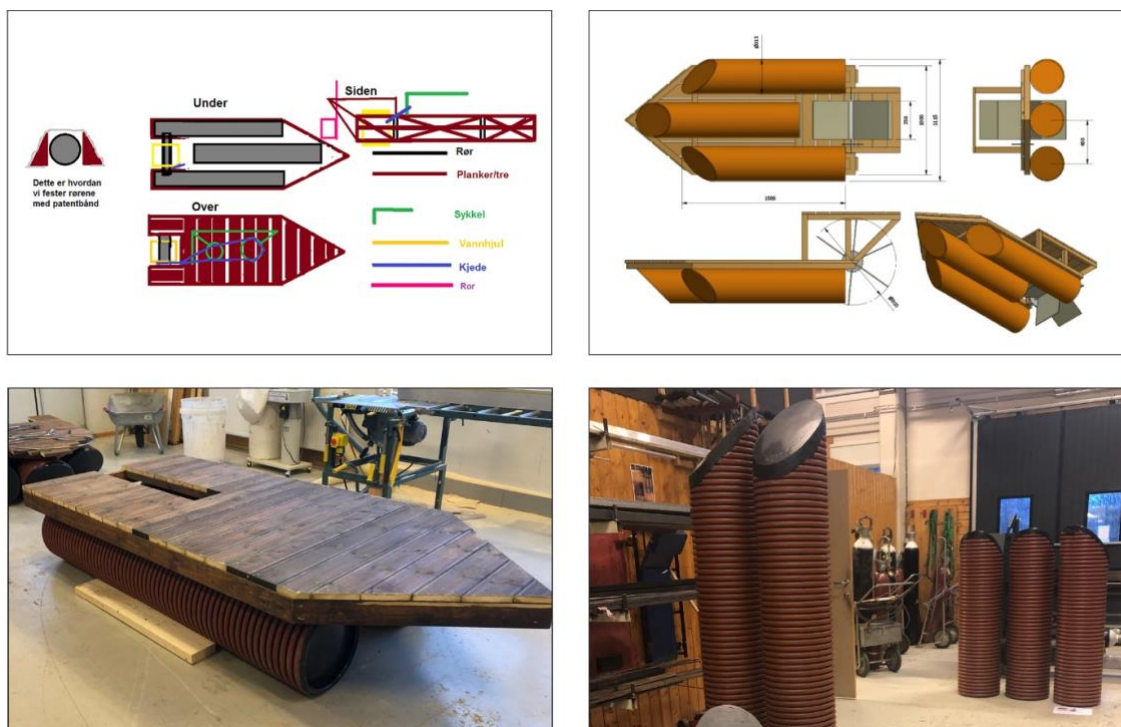 Under
Siden
Dette er hvordan
vi fester rørene
med patentbånd
Rør
Planker/tre
Over
Sykkel
Vannhjul
Kjede
Ror